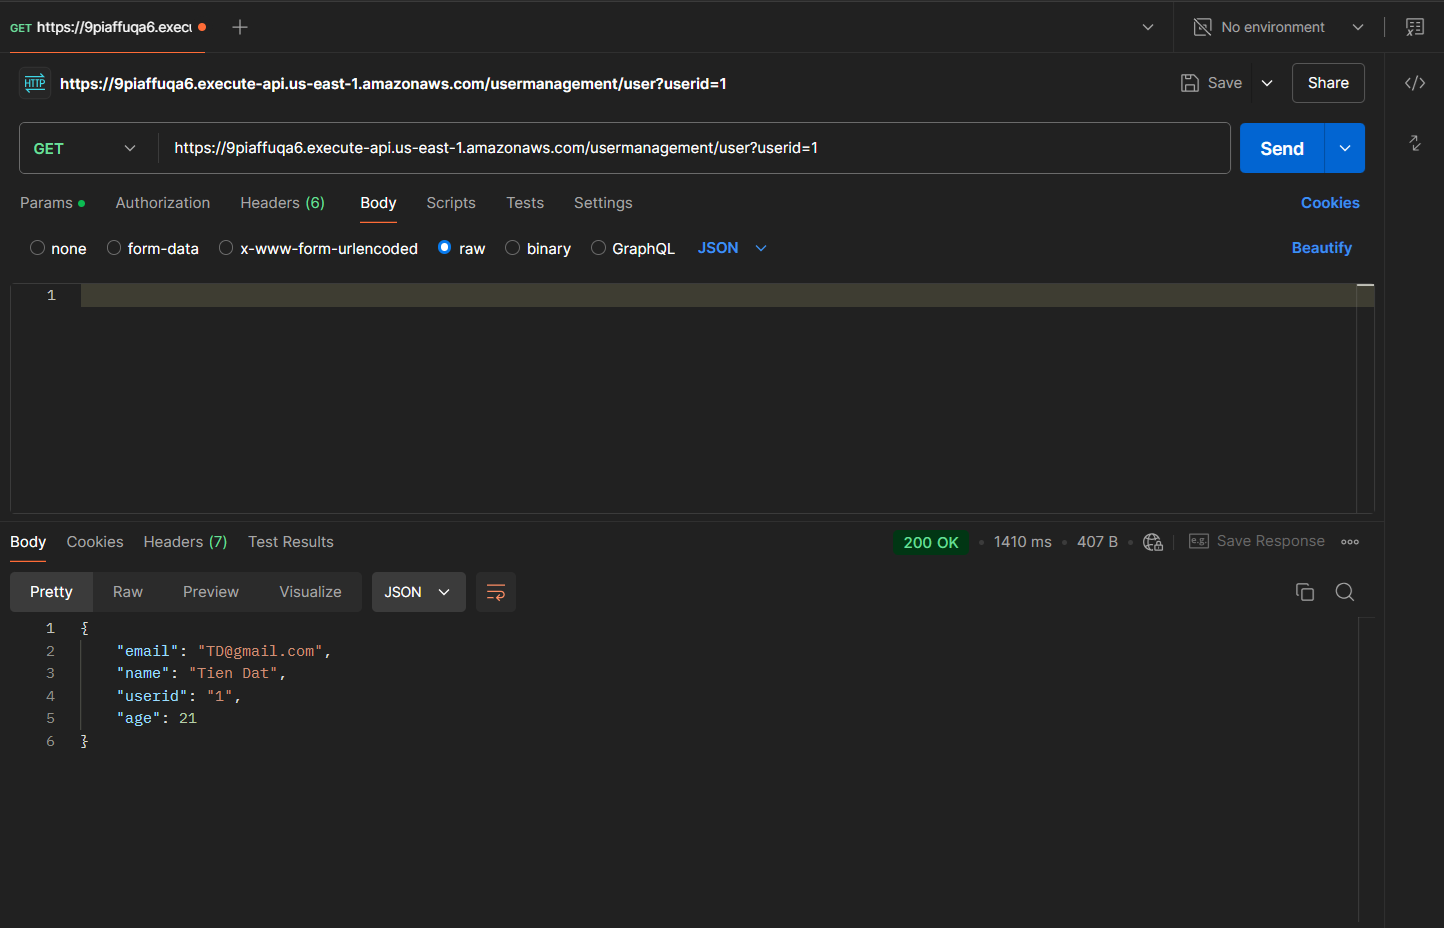 GET https://9piaffuqa6.execu
No environment
HTTP https://9piaffuqa6.execute-api.us-east-1.amazonaws.com/usermanagement/user?userid=1
Save
Share
GET
https://9piaffuqa6.execute-api.us-east-1.amazonaws.com/usermanagement/user?userid=1
Send
Params
Authorization
Headers (6)
Body
Scripts
Tests
Settings
Cookies
none
form-data
x-www-form-urlencoded
raw
binary
GraphQL
JSON
Beautify
1
Body
Cookies
Headers (7)
Test Results
200 OK
1410 ms
407 B
e.g. Save Response
Pretty
Raw
Preview
Visualize
JSON
1 {
2 "email": "TD@gmail.com",
3 "name": "Tien Dat",
4 "userid": "1",
5 "age": 21
6 }